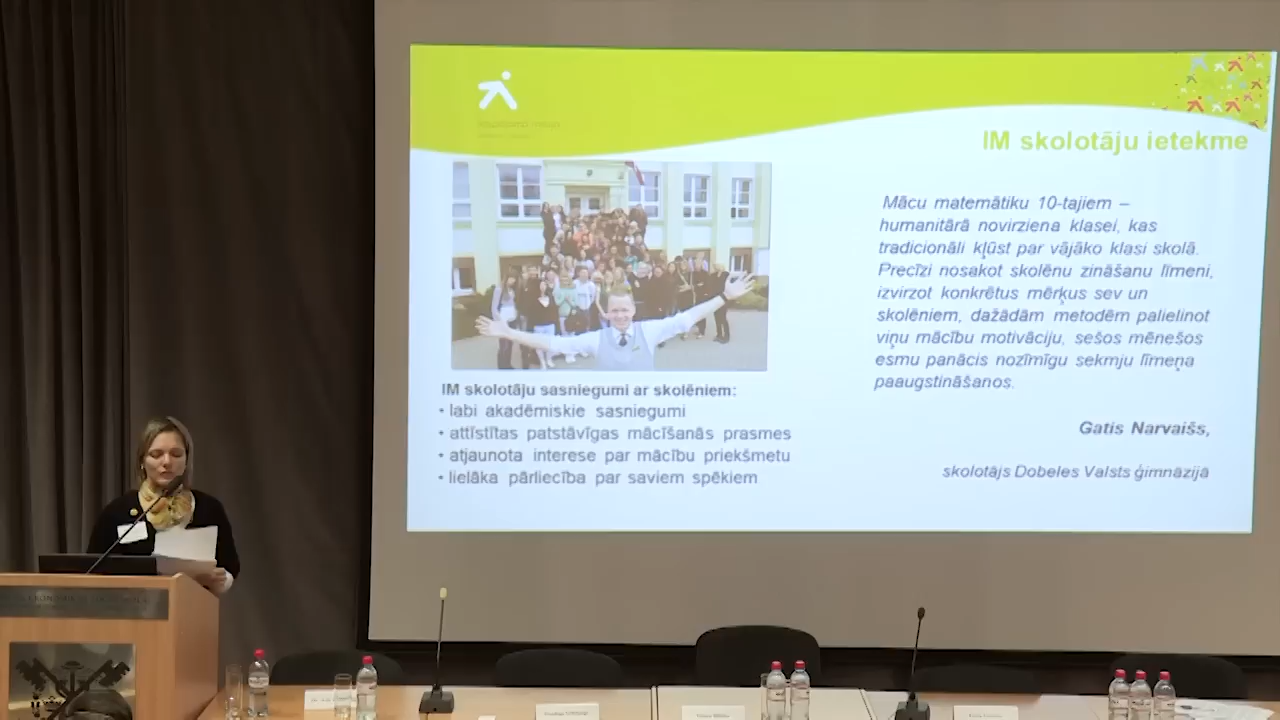 IM skolotāju ietekme
Mācu matemātiku 10-tajiem –
humanitārā novirziena klasei, kas
tradicionāli kļūst par vājāko klasi skolā.
Precīzi nosakot skolēnu zināšanu līmeni,
izvirzot konkrētus mērķus sev un
skolēniem, dažādām metodēm palielinot
viņu mācību motivāciju, sešos mēnešos
esmu panācis nozīmīgu sekmju līmeņa
paaugstināšanos.
Gatis Narvaišs,
skolotājs Dobeles Valsts ģimnāzijā
IM skolotāju sasniegumi ar skolēniem:
• labi akadēmiskie sasniegumi
• attīstītas patstāvīgas mācīšanās prasmes
• atjaunota interese par mācību priekšmetu
• lielāka pārliecība par saviem spēkiem